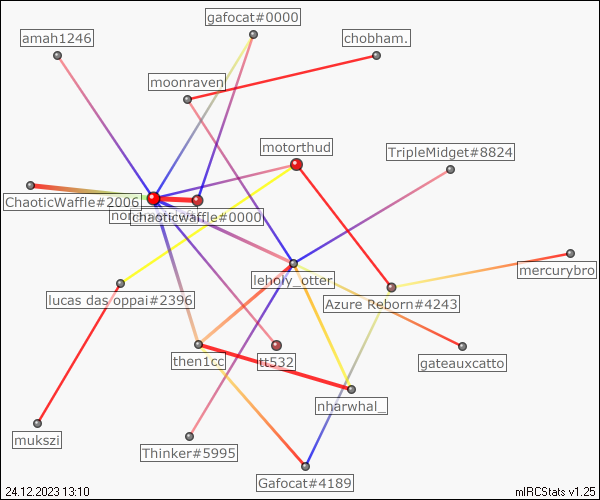 gafocat#0000
amah1246
chobham.
moonraven
motorthud
TripleMidget#8824
ChaoticWaffle#2006
chaoticwaffle#0000
leholy_otter
mercurybro
lucas das oppai#2396
Azure Reborn#4243
then1cc
tt532
gateauxcatto
nharwhal_
mukszi
Thinker#5995
Gafocat#4189
24.12.2023 13:10
mIRCStats v1.25